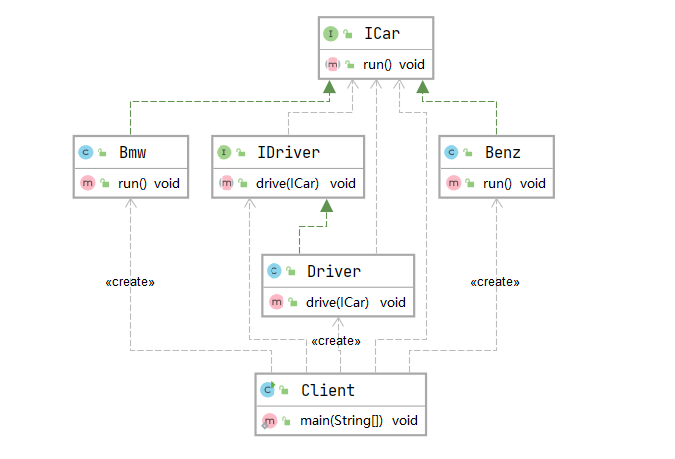 I ICar
m run() void
C Bmw
m run() void
I IDriver
m drive(ICar) void
C Benz
m run() void
C Driver
m drive(ICar) void
«create»
«create»
«create»
C Client
m main(String[]) void